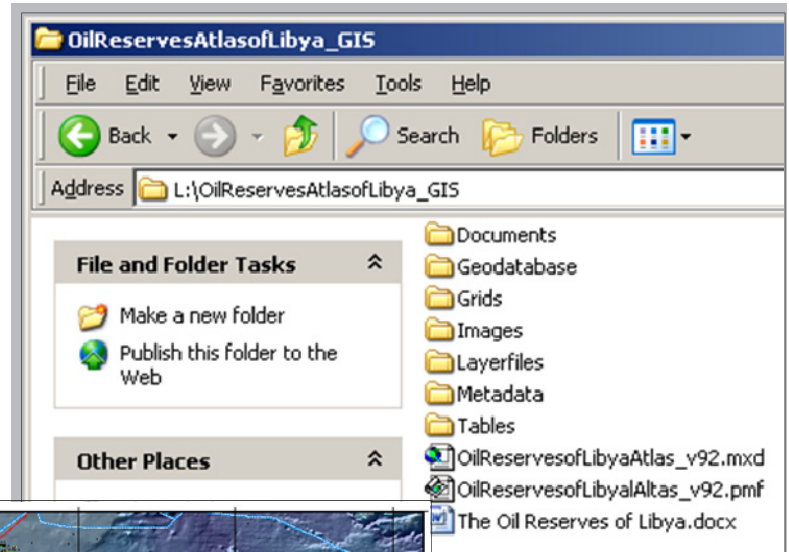 OilReservesAtlasofLibya_GIS
File Edit View Favorites Tools Help
Back Search Folders
Address L:\OilReservesAtlasofLibya_GIS
File and Folder Tasks
Make a new folder
Publish this folder to the
Web
Other Places
Documents
Geodatabase
Grids
Images
Layerfiles
Metadata
Tables
OilReservesofLibyaAtlas_v92.mxd
OilReservesofLibyalAltas_v92.pmf
The Oil Reserves of Libya.docx